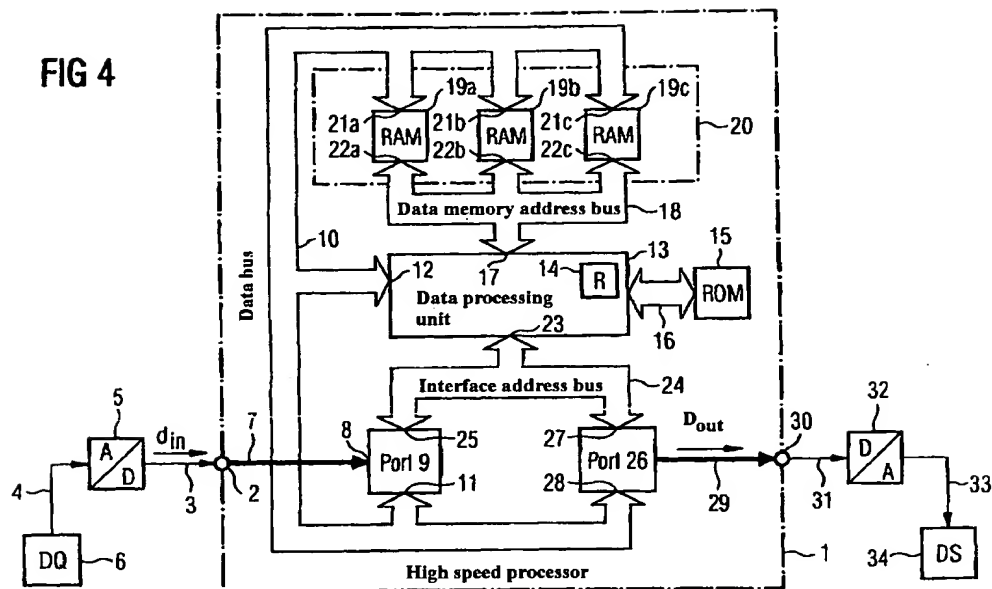 FIG 4
19a 19b 19c
21a 21b 21c 20
RAM RAM RAM
22a 22b 22c
Data memory address bus 18
10 17 13 15
12 14 R ROM
Data bus
Data processing
unit
16
23
Interface address bus 24
5 7 25 27 Dout 30 32
A
D
din
8 Port 9 Port 26
D
A
4 3 2 11 28 29 31 33
DQ 6
High speed processor
1
34 DS